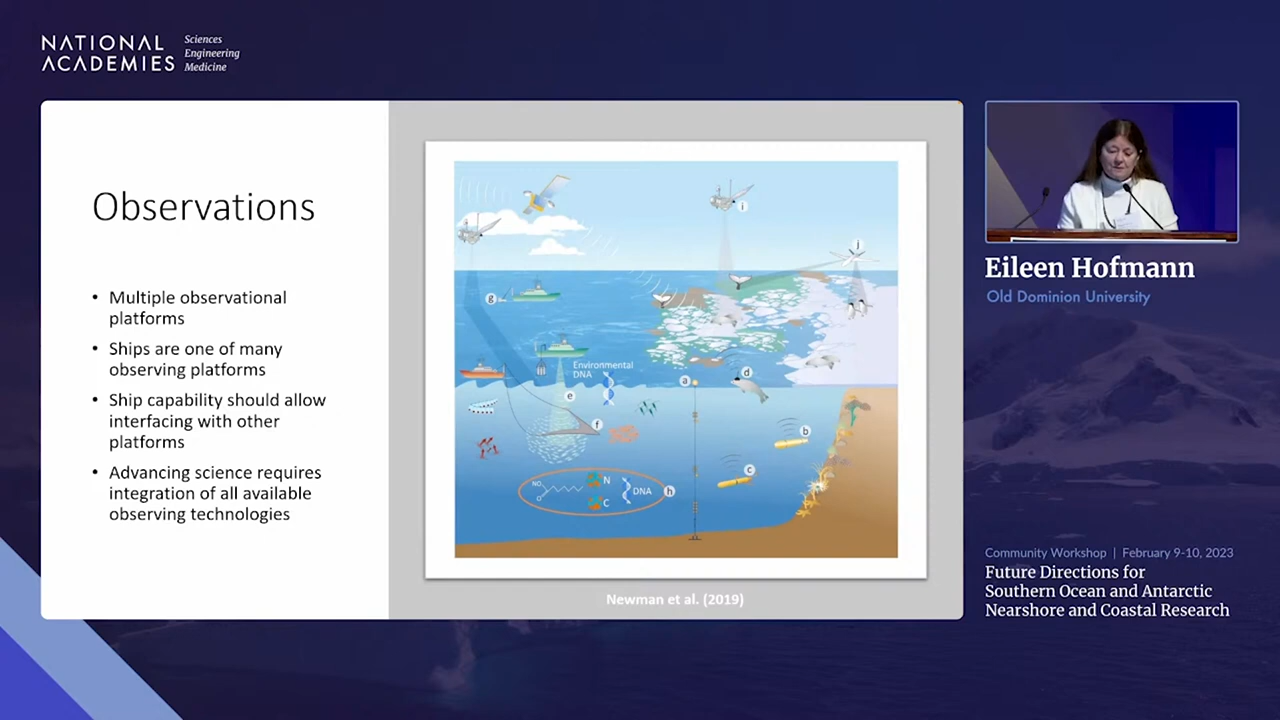 NATIONAL
ACADEMIES
Sciences
Engineering
Medicine
Observations
• Multiple observational
platforms
• Ships are one of many
observing platforms
• Ship capability should allow
interfacing with other
platforms
• Advancing science requires
integration of all available
observing technologies
i
j
g
Environmental
DNA
a
d
e
f
b
c
NO
O
N
C
DNA
h
Newman et al. (2019)
Eileen Hofmann
Old Dominion University
Community Workshop | February 9-10, 2023
Future Directions for
Southern Ocean and Antarctic
Nearshore and Coastal Research